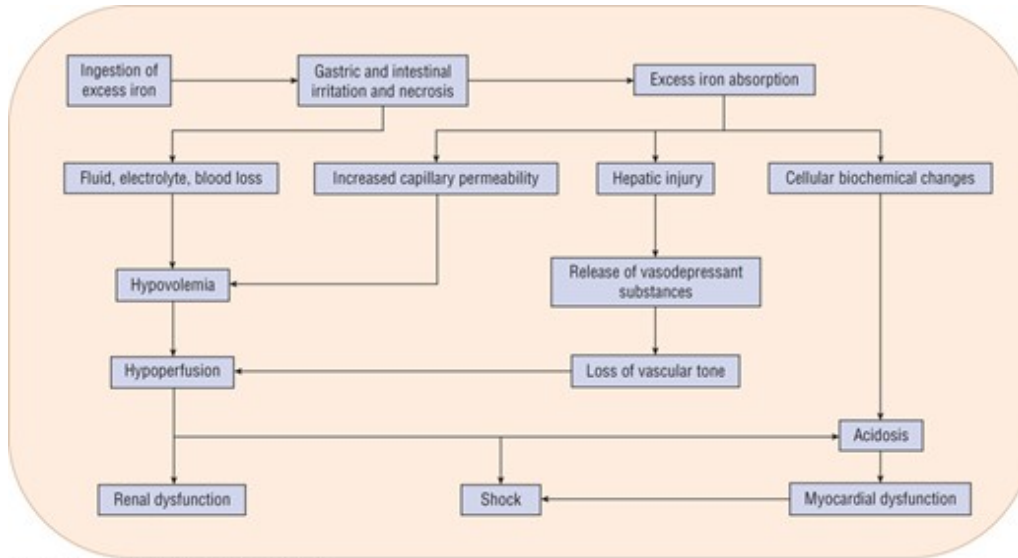 Ingestion of
excess iron
Gastric and intestinal
irritation and necrosis
Excess iron absorption
Fluid, electrolyte, blood loss
Increased capillary permeability
Hepatic injury
Cellular biochemical changes
Hypovolemia
Release of vasodepressant
substances
Hypoperfusion
Loss of vascular tone
Acidosis
Renal dysfunction
Shock
Myocardial dysfunction